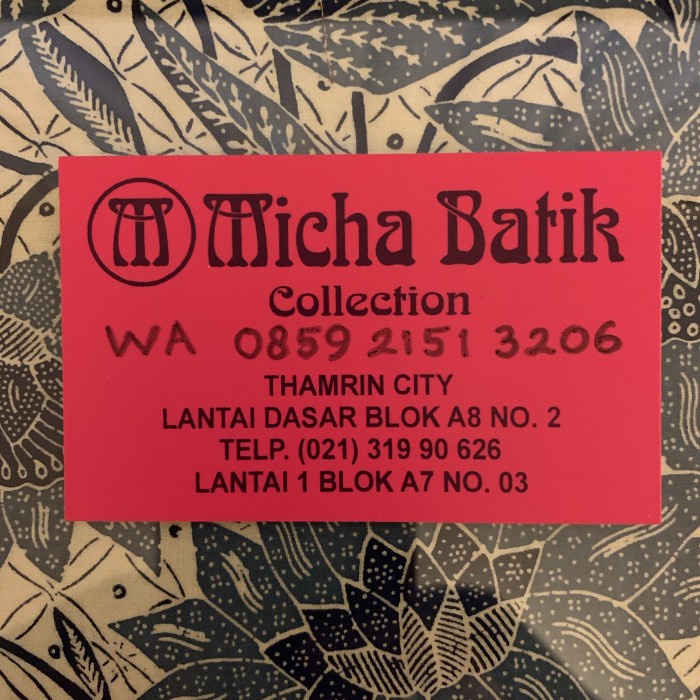 M Micha Batik
Collection
WA 0859 2151 3206
THAMRIN CITY
LANTAI DASAR BLOK A8 NO. 2
TELP. (021) 319 90 626
LANTAI 1 BLOK A7 NO. 03